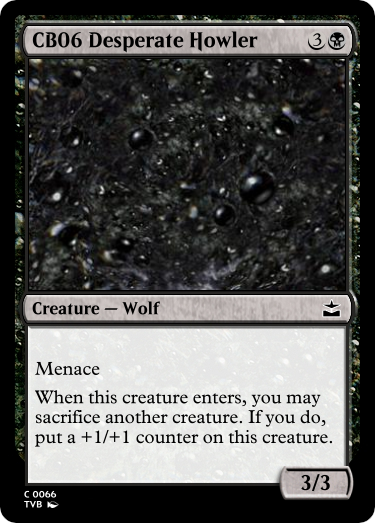 CB06 Desperate Howler 3
Creature — Wolf
Menace
When this creature enters, you may
sacrifice another creature. If you do,
put a +1/+1 counter on this creature.
3/3
C 0066
TVB